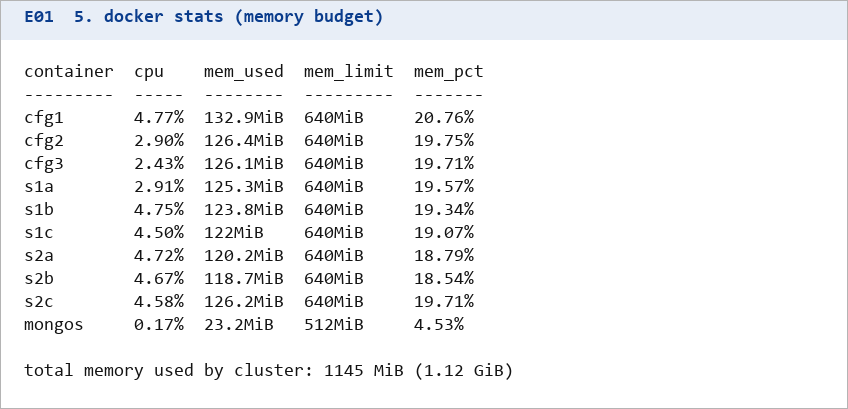 E01  5. docker stats (memory budget)
container  cpu    mem_used  mem_limit  mem_pct
---------  -----  --------  ---------  -------
cfg1       4.77%  132.9MiB  640MiB     20.76%
cfg2       2.90%  126.4MiB  640MiB     19.75%
cfg3       2.43%  126.1MiB  640MiB     19.71%
s1a        2.91%  125.3MiB  640MiB     19.57%
s1b        4.75%  123.8MiB  640MiB     19.34%
s1c        4.50%  122MiB    640MiB     19.07%
s2a        4.72%  120.2MiB  640MiB     18.79%
s2b        4.67%  118.7MiB  640MiB     18.54%
s2c        4.58%  126.2MiB  640MiB     19.71%
mongos     0.17%  23.2MiB   512MiB     4.53%
total memory used by cluster: 1145 MiB (1.12 GiB)